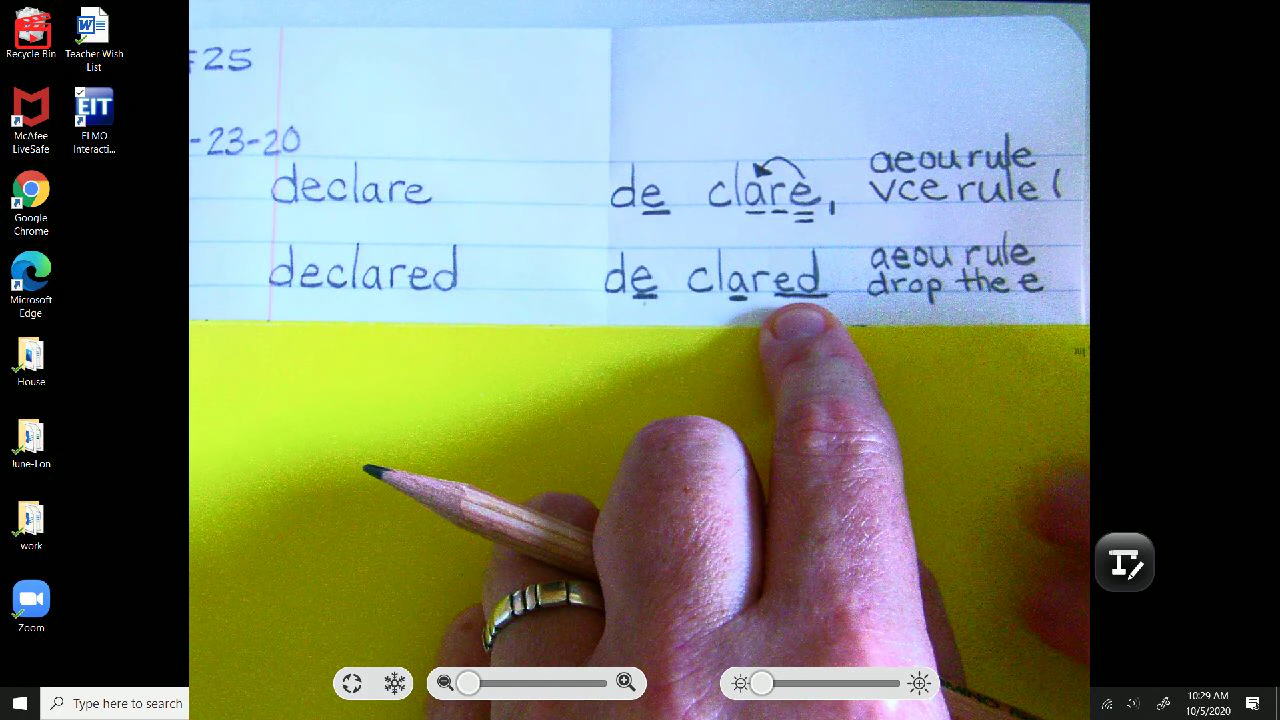 Recycle Bin
Teacher Wish List
McAfee LiveSafe
EIT
ELMO Interacti...
Google Chrome
Microsoft Edge
House
June-Lon
work
Zoom
25
-23-20
declare de clare, aeou rule
vce rule (
declared de clared aeou rule
drop the e
Type here to search
10:29 AM
10/5/2020